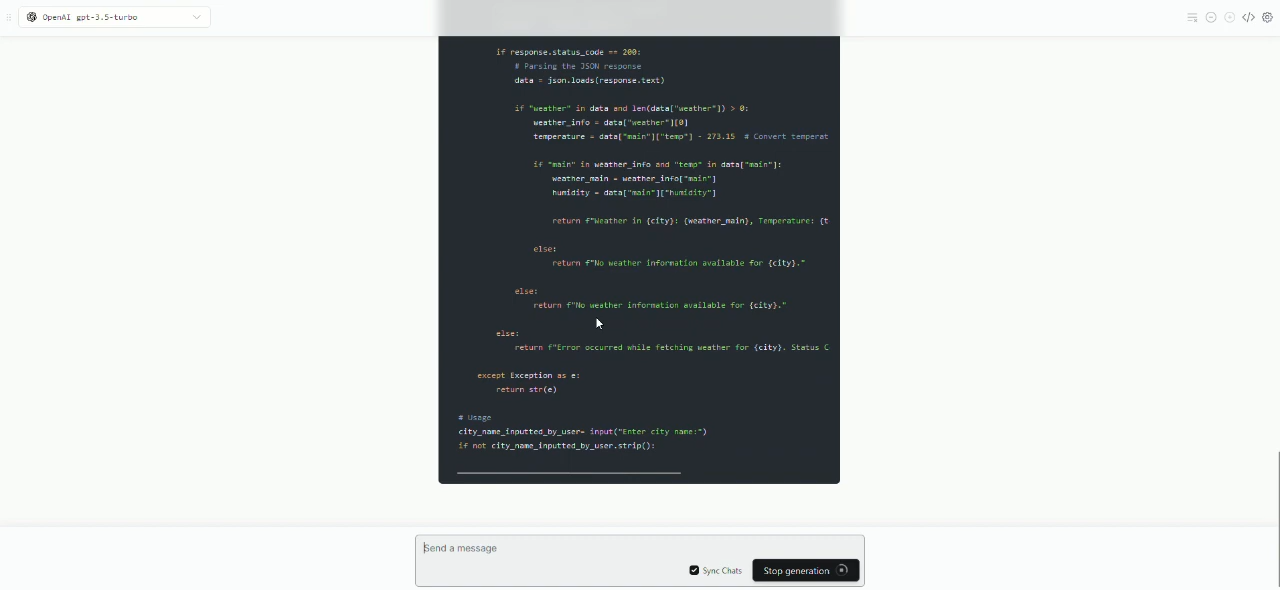 OpenAI gpt-3.5-turbo
if response.status_code == 200:
# Parsing the JSON response
data = json.loads(response.text)
if "weather" in data and len(data["weather"]) > 0:
weather_info = data["weather"][0]
temperature = data["main"]["temp"] - 273.15  # Convert temperat
if "main" in weather_info and "temp" in data["main"]:
weather_main = weather_info["main"]
humidity = data["main"]["humidity"]
return f"Weather in {city}: {weather_main}, Temperature: {t
else:
return f"No weather information available for {city}."
else:
return f"No weather information available for {city}."
else:
return f"Error occurred while fetching weather for {city}. Status C
except Exception as e:
return str(e)
# Usage
city_name_inputted_by_user= input("Enter city name:")
if not city_name_inputted_by_user.strip():
Send a message
Sync Chats
Stop generation